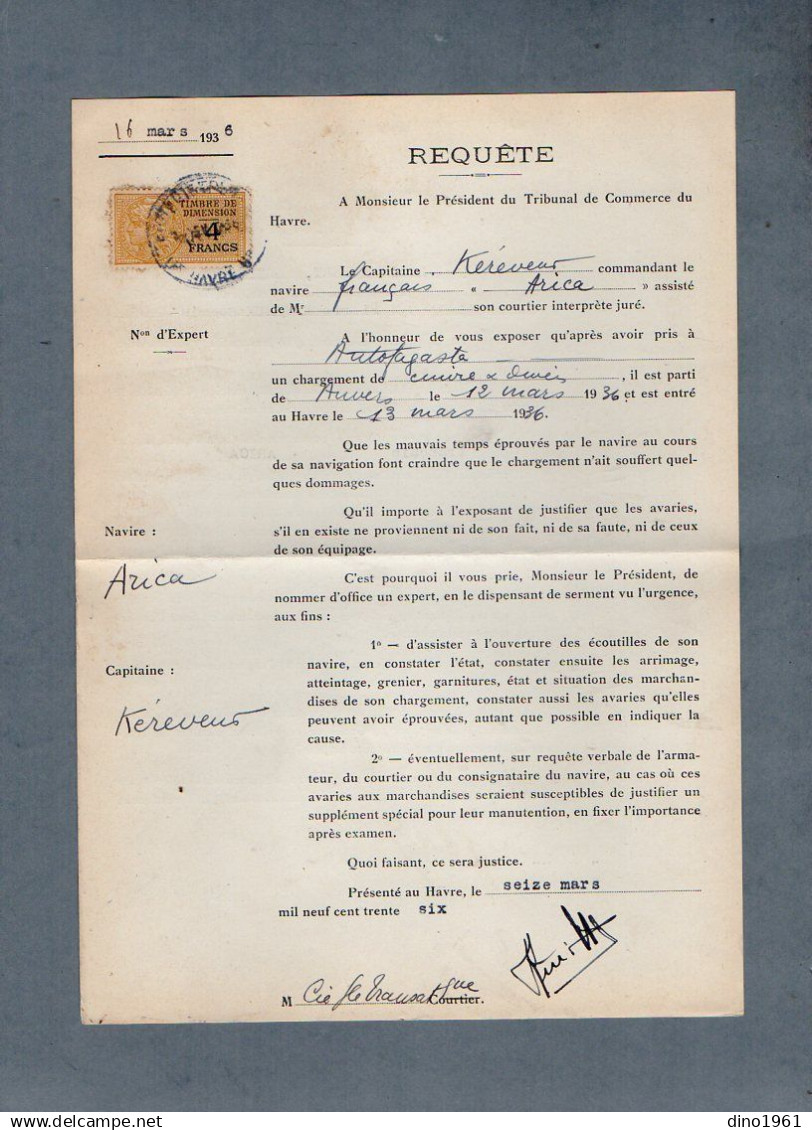 16 mars 1936
REQUÊTE
TIMBRE DE
DIMENSION
4
FRANCS
A Monsieur le Président du Tribunal de Commerce du
Havre.
Le Capitaine Kérévent commandant le
navire français « Arica » assisté
de Mr son courtier interprète juré.
Non d'Expert
A l'honneur de vous exposer qu'après avoir pris à
Antofagasta
un chargement de cuivre & divers, il est parti
de Anvers le 12 mars 1936 et est entré
au Havre le 13 mars 1936.
Que les mauvais temps éprouvés par le navire au cours
de sa navigation font craindre que le chargement n'ait souffert quel-
ques dommages.
Qu'il importe à l'exposant de justifier que les avaries,
s'il en existe ne proviennent ni de son fait, ni de sa faute, ni de ceux
de son équipage.
Navire :
Arica
C'est pourquoi il vous prie, Monsieur le Président, de
nommer d'office un expert, en le dispensant de serment vu l'urgence,
aux fins :
1o — d'assister à l'ouverture des écoutilles de son
navire, en constater l'état, constater ensuite les arrimage,
atteintage, grenier, garnitures, état et situation des marchan-
dises de son chargement, constater aussi les avaries qu'elles
peuvent avoir éprouvées, autant que possible en indiquer la
cause.
Capitaine :
Kérévent
2o — éventuellement, sur requête verbale de l'arma-
teur, du courtier ou du consignataire du navire, au cas où ces
avaries aux marchandises seraient susceptibles de justifier un
supplément spécial pour leur manutention, en fixer l'importance
après examen.
Quoi faisant, ce sera justice.
Présenté au Havre, le seize mars
mil neuf cent trente six
M Cie Gle Transatque Courtier.
delcampe.net
dino1961